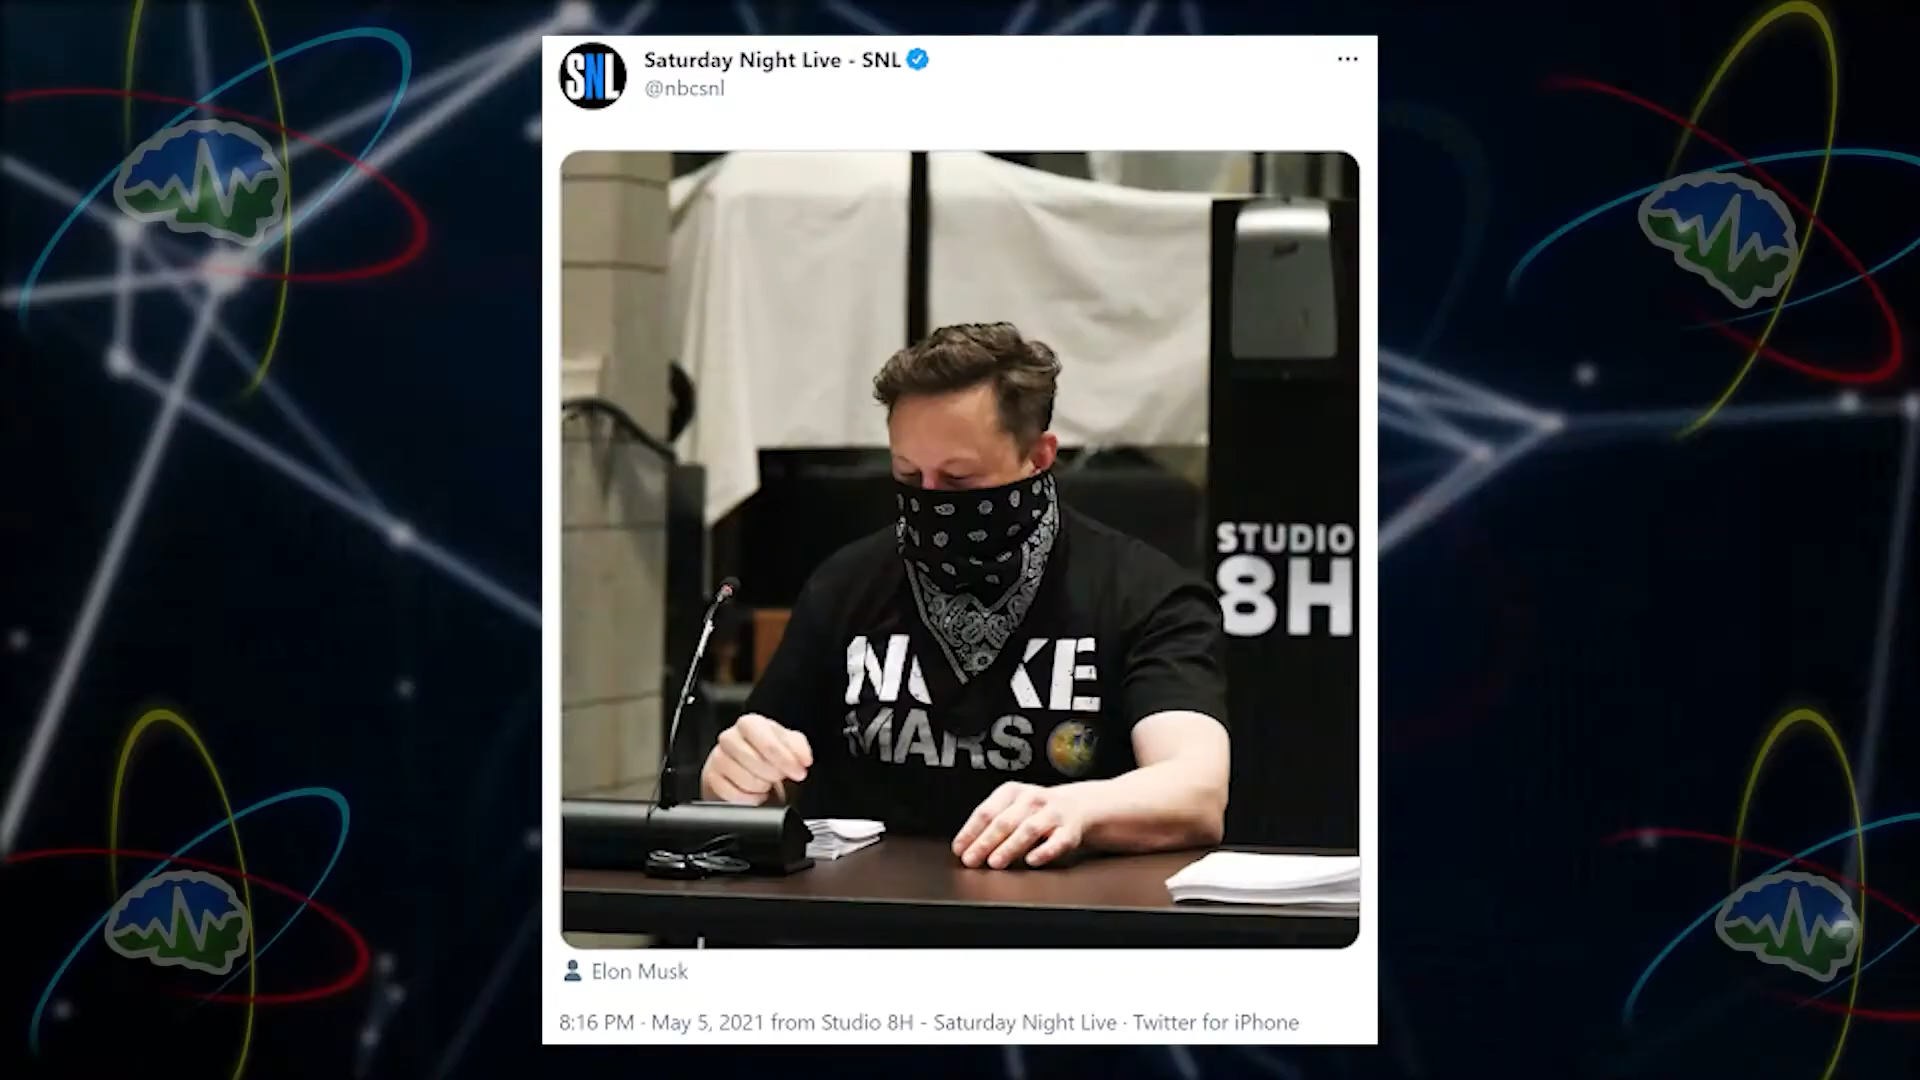 SNL
Saturday Night Live - SNL
@nbcsnl
STUDIO
8H
MARS
Elon Musk
8:16 PM · May 5, 2021 from Studio 8H - Saturday Night Live · Twitter for iPhone